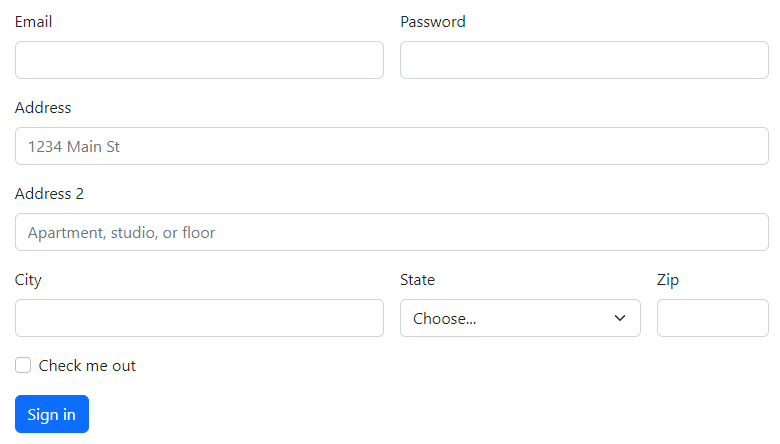 Email
Password
Address
1234 Main St
Address 2
Apartment, studio, or floor
City
State
Zip
Choose...
Check me out
Sign in